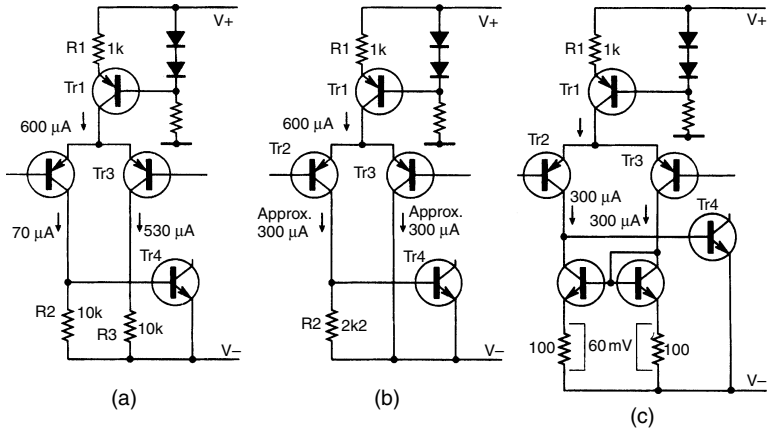 V+
R1
1k
Tr1
600 μA
Tr3
70 μA
530 μA
Tr4
R2
10k
R3
10k
V–
(a)
V+
R1
1k
Tr1
600 μA
Tr2
Tr3
Approx.
300 μA
Approx.
300 μA
Tr4
R2
2k2
V–
(b)
V+
R1
1k
Tr1
Tr2
Tr3
300 μA
300 μA
Tr4
100
60 mV
100
V–
(c)